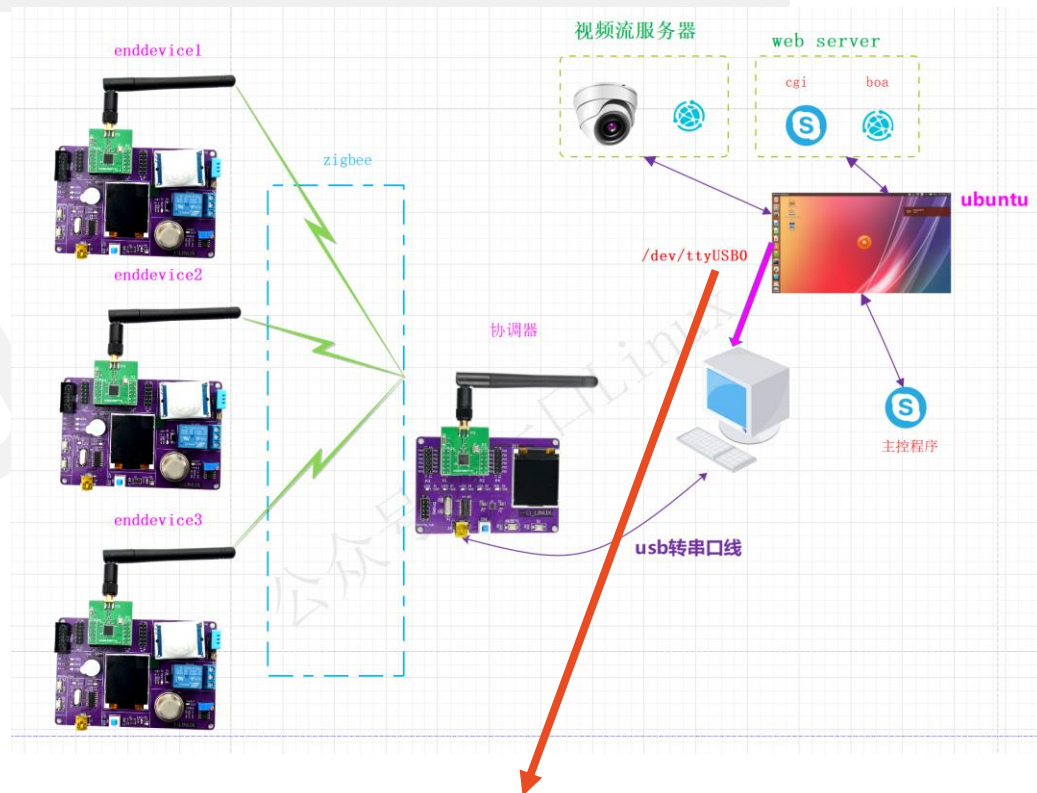 视频流服务器
web server
cgi
boa
enddevice1
zigbee
ubuntu
/dev/ttyUSB0
enddevice2
协调器
主控程序
enddevice3
usb转串口线